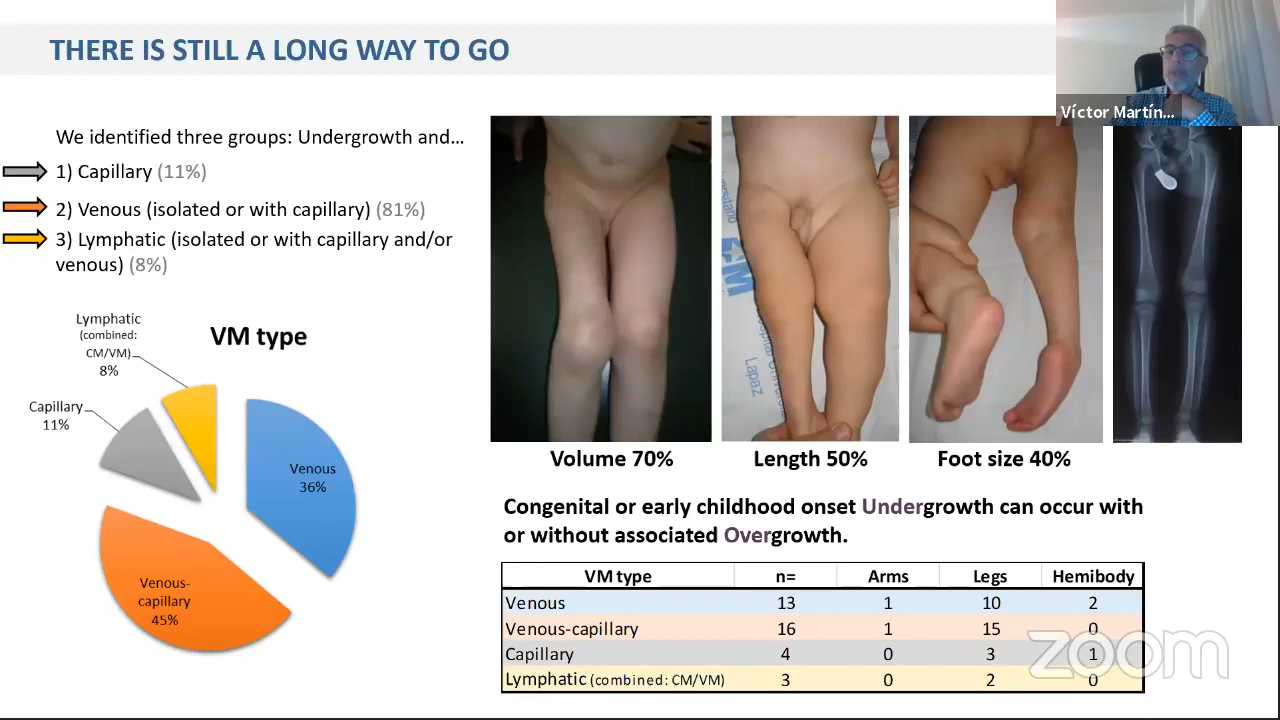 THERE IS STILL A LONG WAY TO GO
Víctor Martín...
We identified three groups: Undergrowth and...
1) Capillary (11%)
2) Venous (isolated or with capillary) (81%)
3) Lymphatic (isolated or with capillary and/or
venous) (8%)
VM type
Lymphatic
(combined:
CM/VM)
8%
Capillary
11%
Venous
36%
Venous-
capillary
45%
Lapaz
Volume 70%
Length 50%
Foot size 40%
Congenital or early childhood onset Undergrowth can occur with
or without associated Overgrowth.
VM type n= Arms Legs Hemibody
Venous 13 1 10 2
Venous-capillary 16 1 15 0
Capillary 4 0 3 1
Lymphatic (combined: CM/VM) 3 0 2 0
zoom